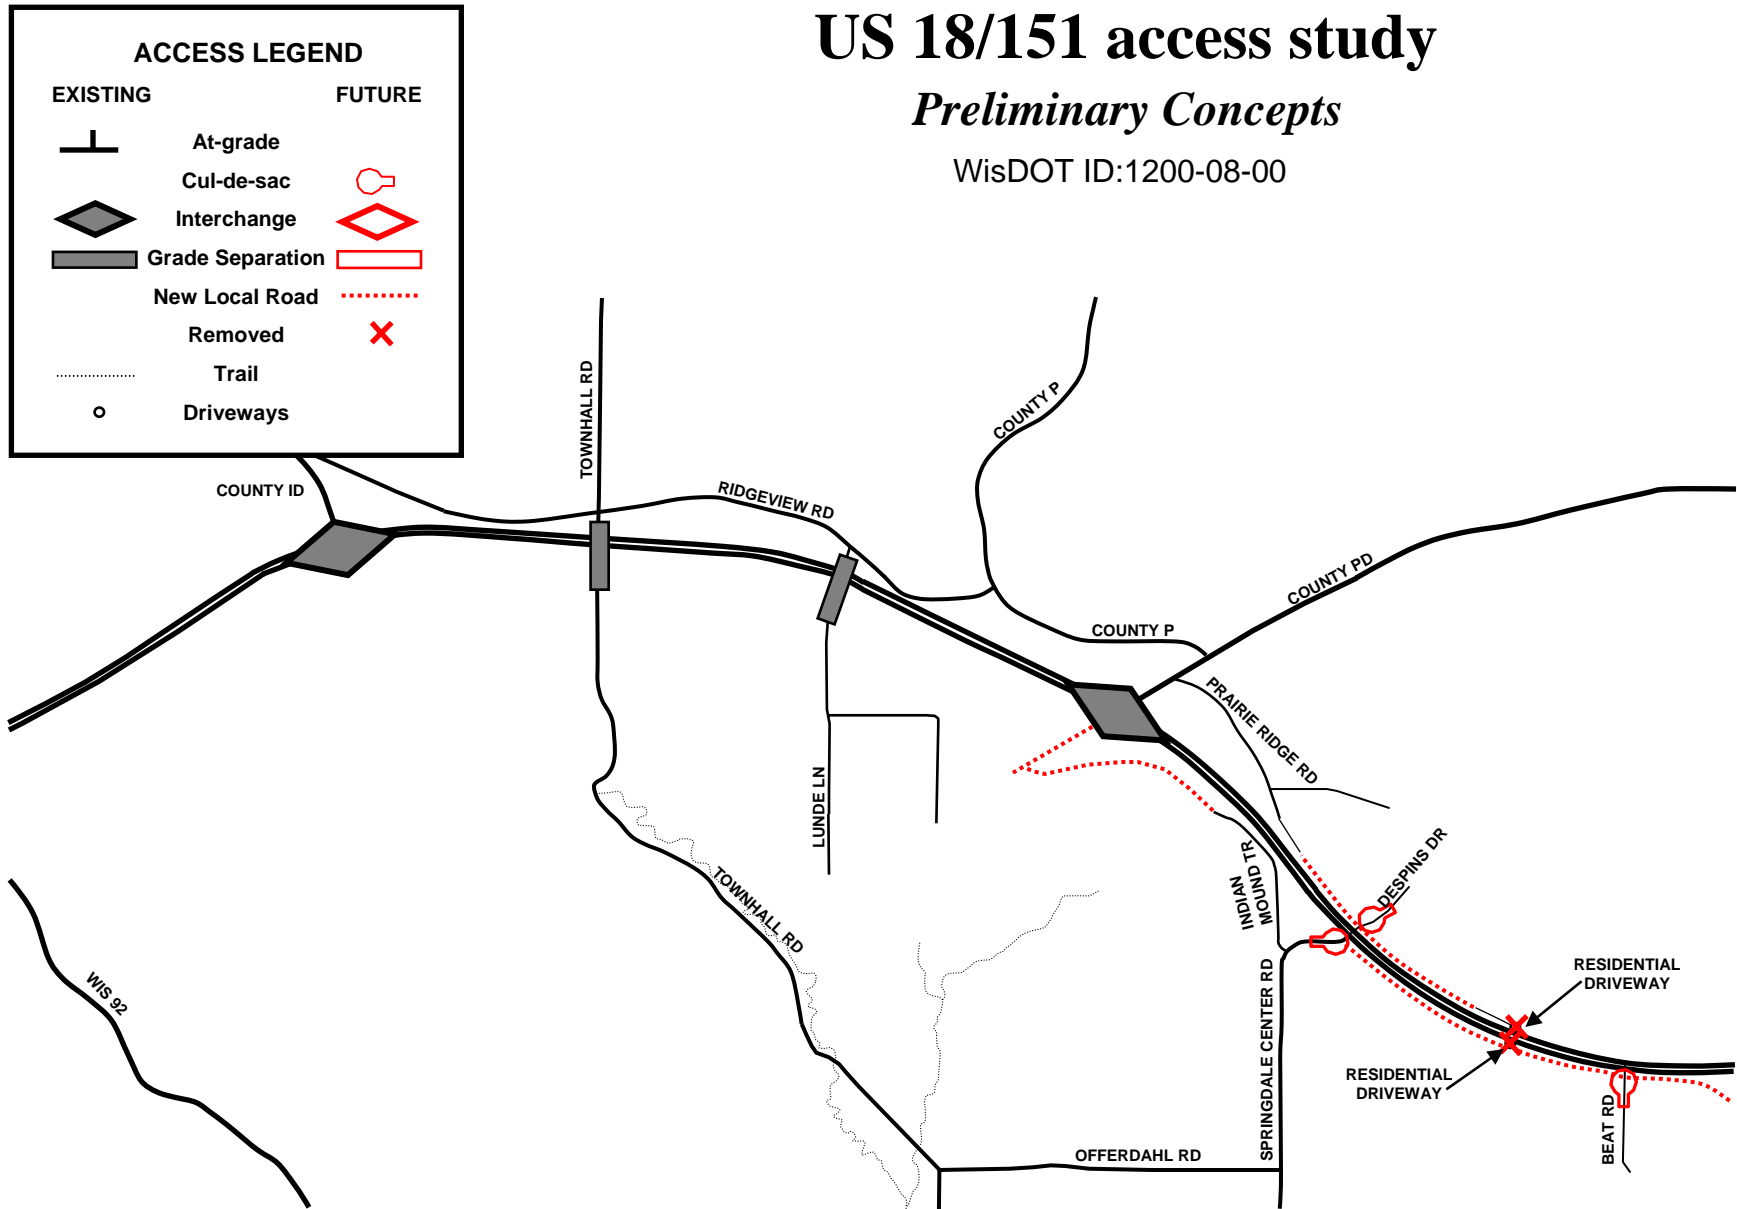 US 18/151 access study
Preliminary Concepts
WisDOT ID:1200-08-00
ACCESS LEGEND
EXISTING
FUTURE
At-grade
Cul-de-sac
Interchange
Grade Separation
New Local Road
Removed
Trail
Driveways
COUNTY ID
TOWNHALL RD
RIDGEVIEW RD
COUNTY P
COUNTY P
COUNTY PD
PRAIRIE RIDGE RD
LUNDE LN
TOWNHALL RD
INDIAN
MOUND TR
DESPINS DR
WIS 92
SPRINGDALE CENTER RD
RESIDENTIAL
DRIVEWAY
RESIDENTIAL
DRIVEWAY
BEAT RD
OFFERDAHL RD